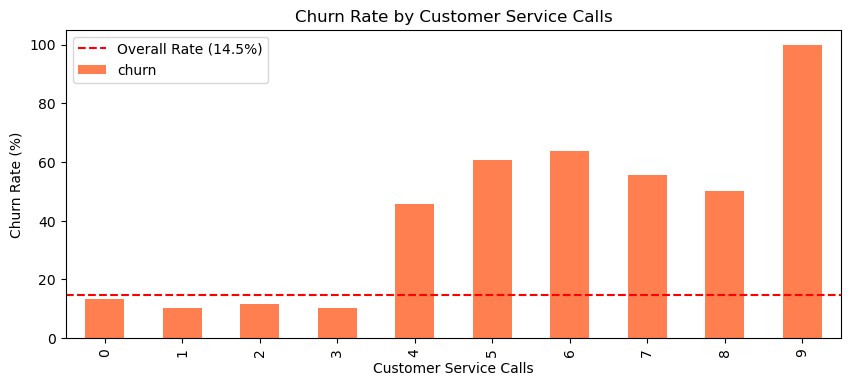 Churn Rate by Customer Service Calls
Overall Rate (14.5%)
churn
Churn Rate (%)
100
80
60
40
20
0
0 1 2 3 4 5 6 7 8 9
Customer Service Calls